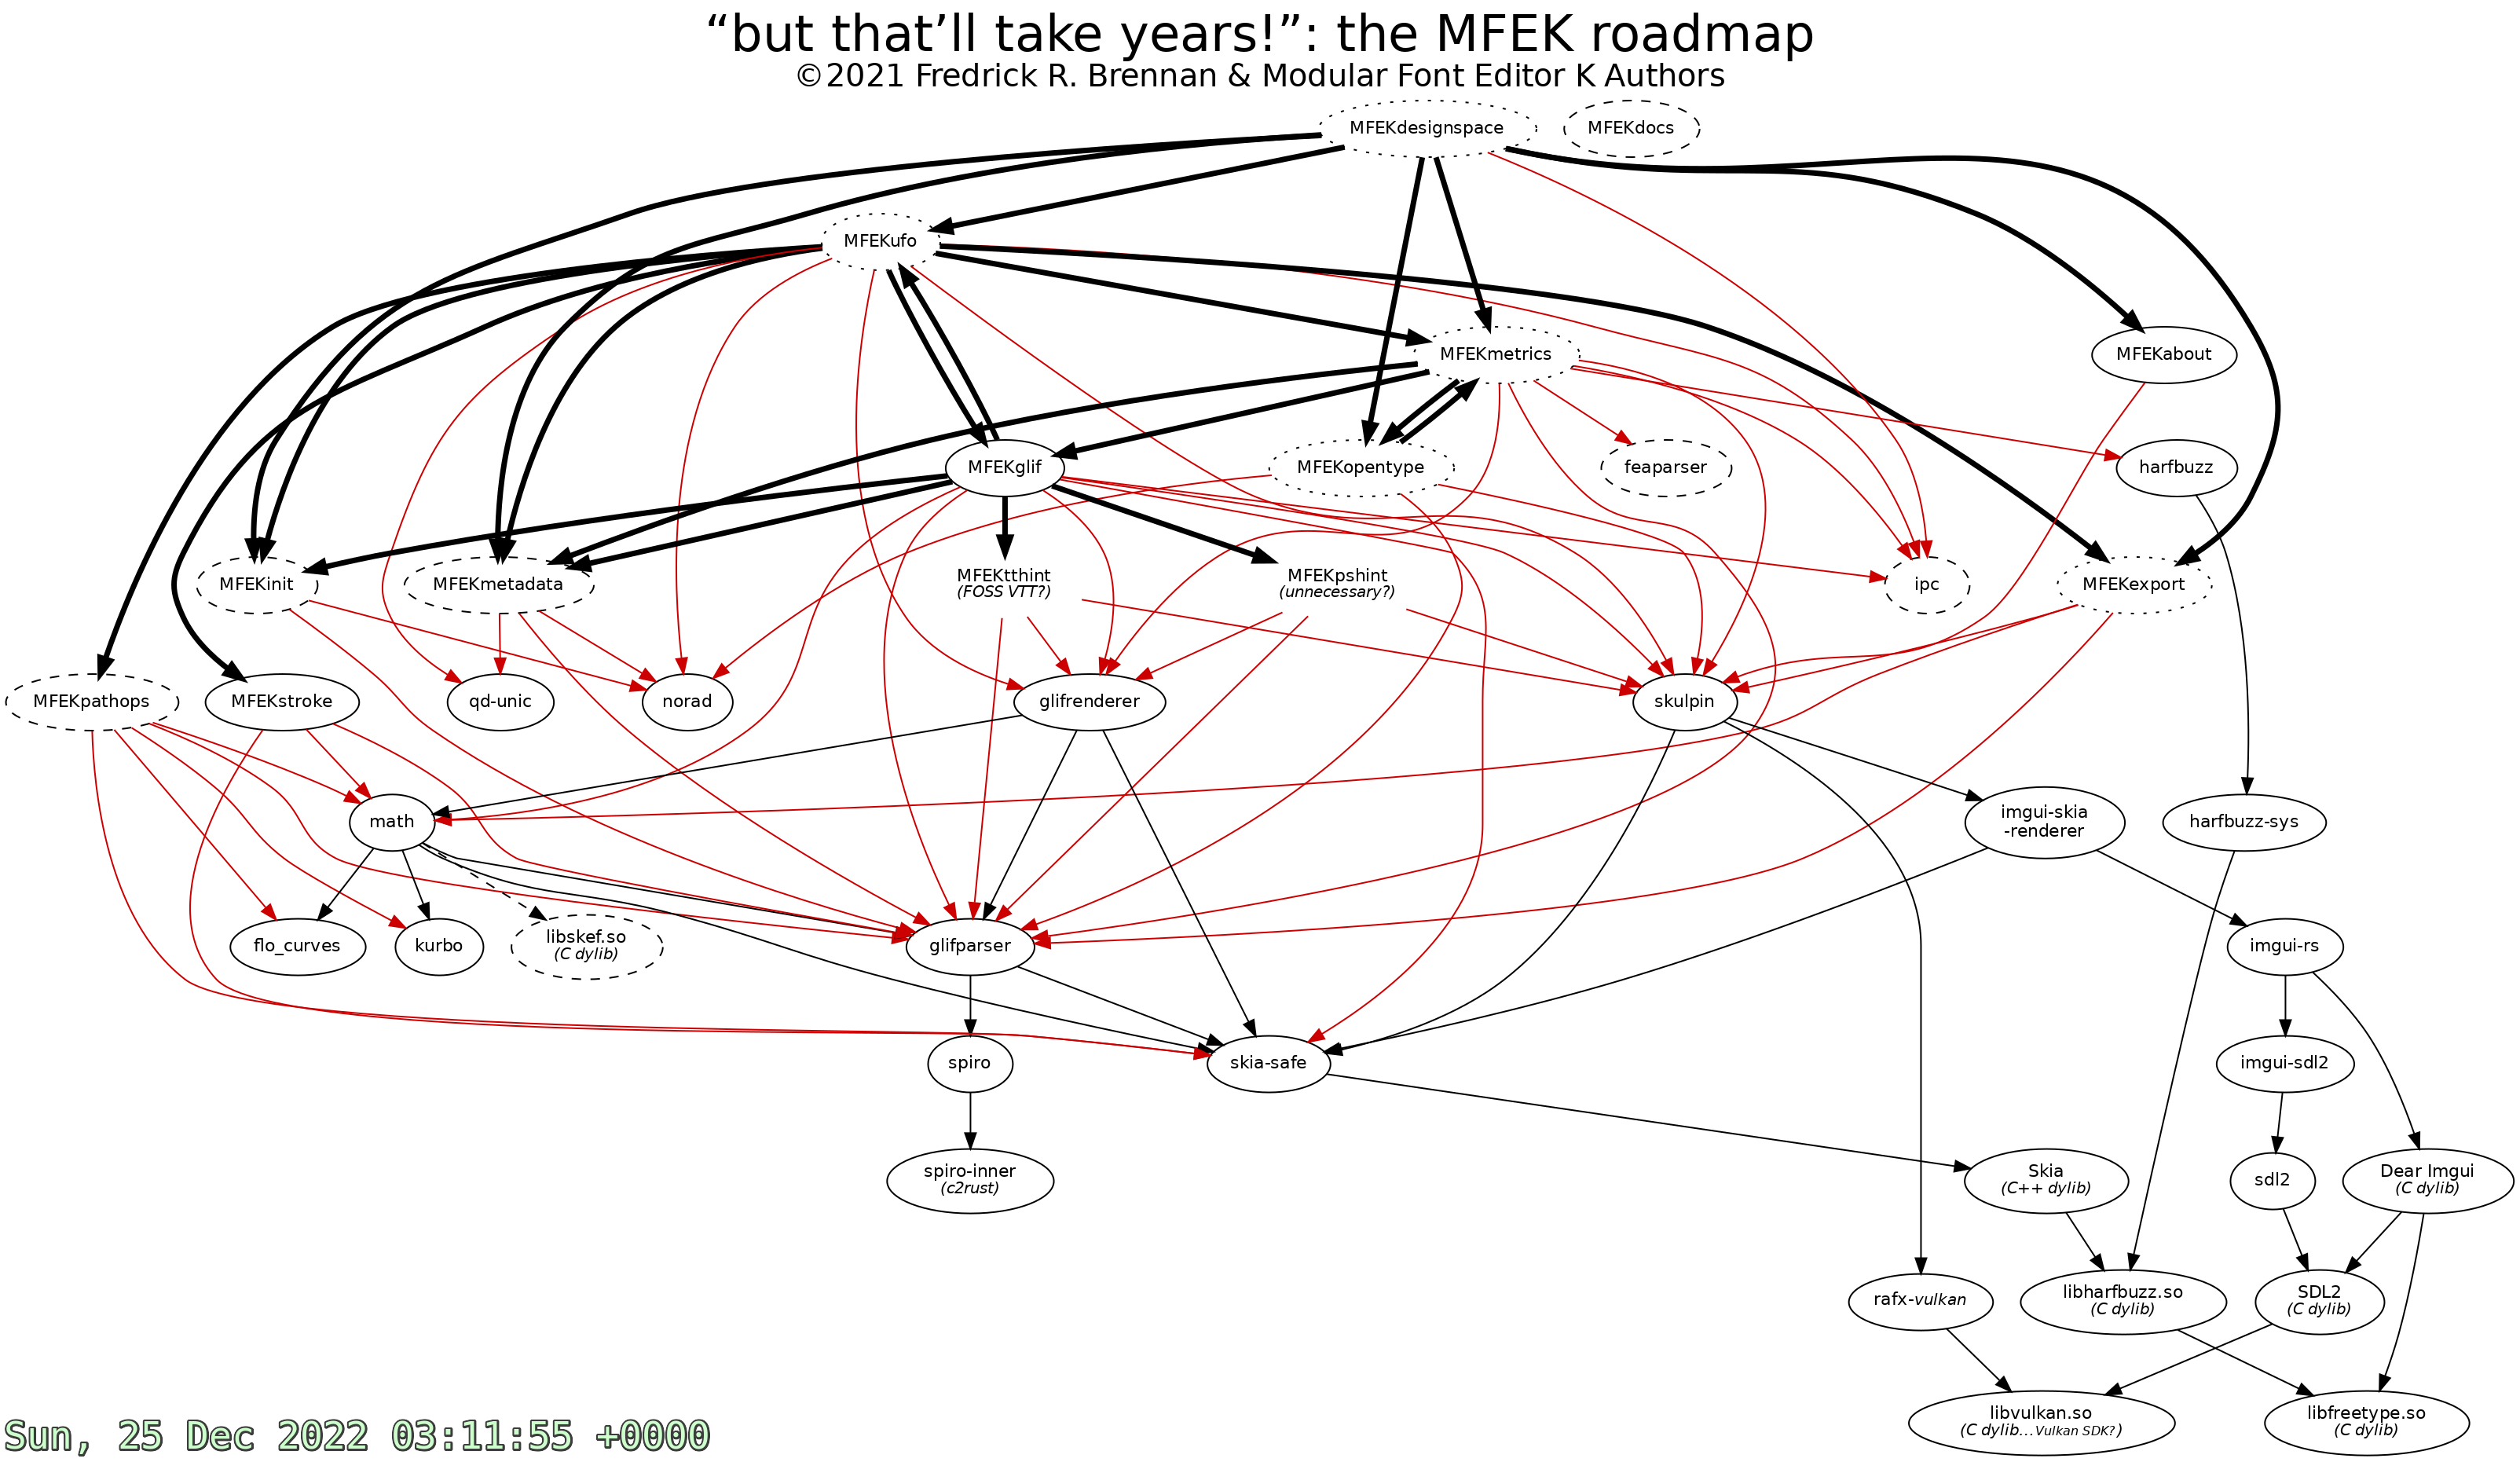 “but that’ll take years!”: the MFEK roadmap
©2021 Fredrick R. Brennan & Modular Font Editor K Authors
MFEKdesignspace
MFEKdocs
MFEKufo
MFEKmetrics
MFEKabout
MFEKglif
MFEKopentype
feaparser
harfbuzz
MFEKinit
MFEKmetadata
MFEKtthint
(FOSS VTT?)
MFEKpshint
(unnecessary?)
ipc
MFEKexport
MFEKpathops
MFEKstroke
qd-unic
norad
glifrenderer
skulpin
math
imgui-skia
-renderer
harfbuzz-sys
flo_curves
kurbo
libskef.so
(C dylib)
glifparser
imgui-rs
spiro
skia-safe
imgui-sdl2
spiro-inner
(c2rust)
Skia
(C++ dylib)
sdl2
Dear Imgui
(C dylib)
rafx-vulkan
libharfbuzz.so
(C dylib)
SDL2
(C dylib)
libvulkan.so
(C dylib...Vulkan SDK?)
libfreetype.so
(C dylib)
Sun, 25 Dec 2022 03:11:55 +0000